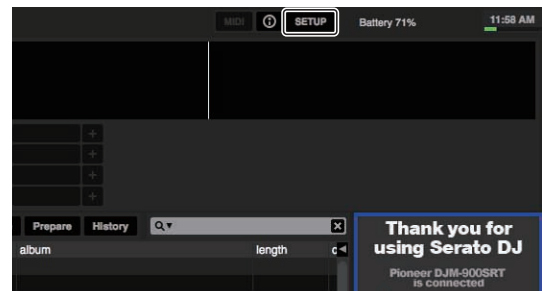 MIDI SETUP Battery 71% 11:58 AM
Prepare History
album length c
Thank you for
using Serato DJ
Pioneer DJM-900SRT
is connected